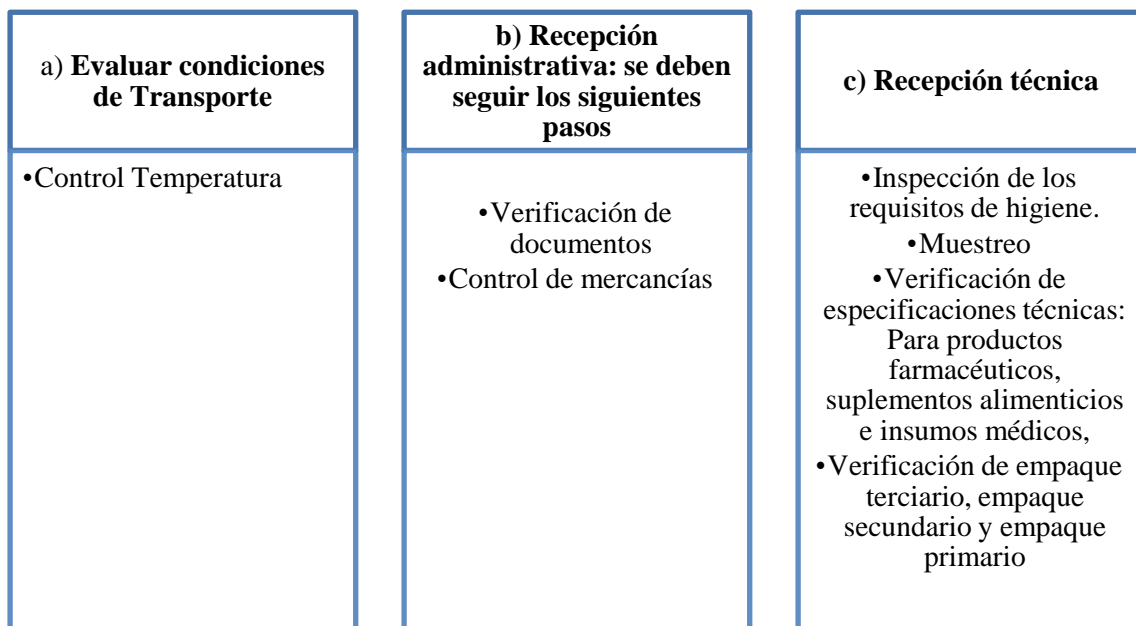 a) Evaluar condiciones
de Transporte
•Control Temperatura
b) Recepción
administrativa: se deben
seguir los siguientes
pasos
•Verificación de
documentos
•Control de mercancías
c) Recepción técnica
•Inspección de los
requisitos de higiene.
•Muestreo
•Verificación de
especificaciones técnicas:
Para productos
farmacéuticos,
suplementos alimenticios
e insumos médicos,
•Verificación de empaque
terciario, empaque
secundario y empaque
primario